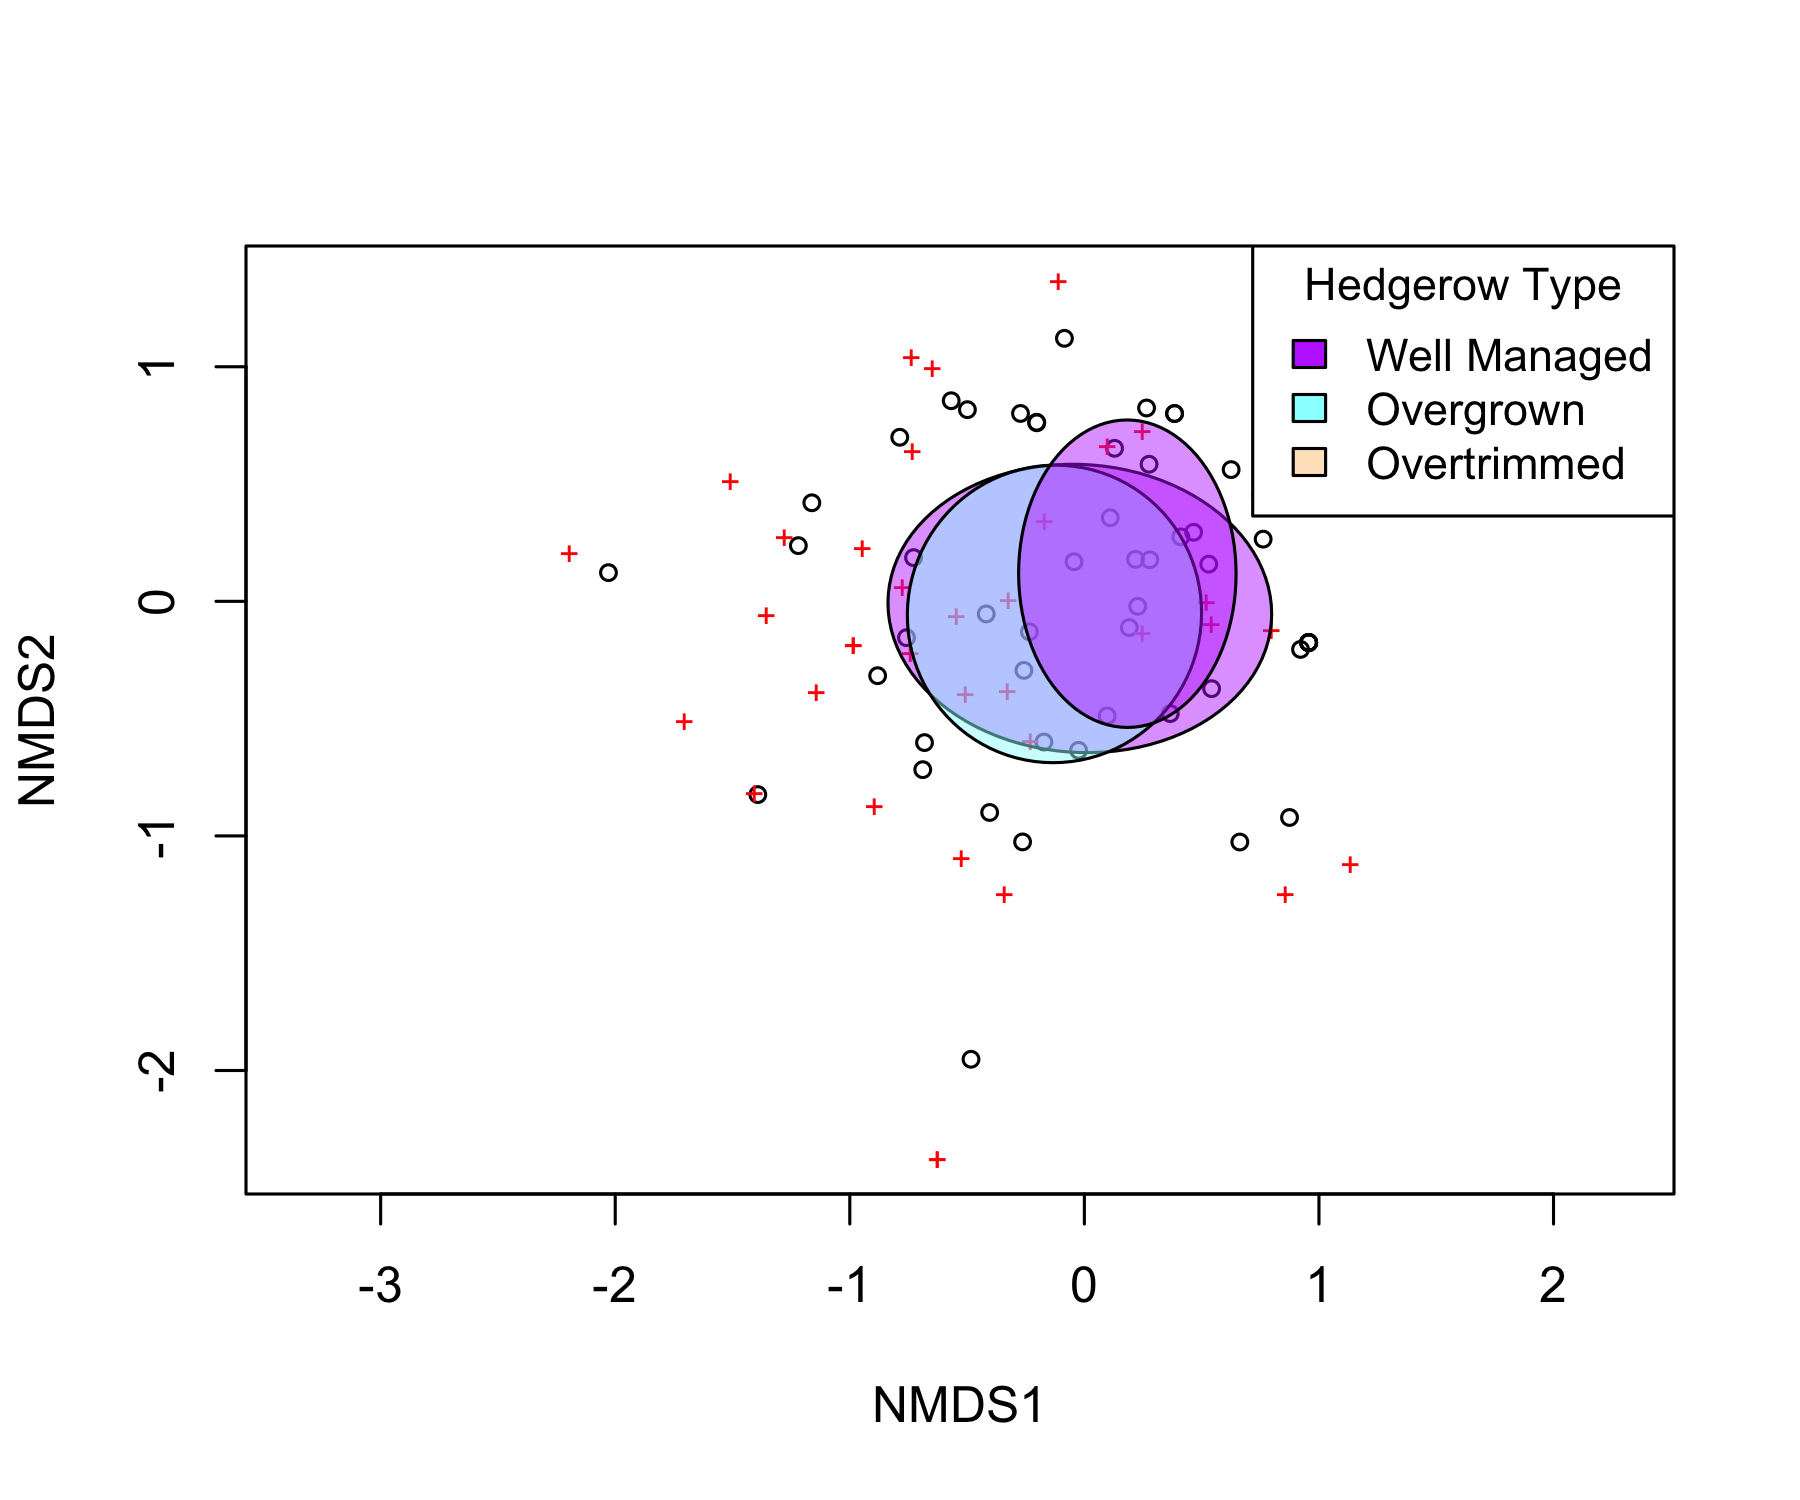 Hedgerow Type
Well Managed
Overgrown
Overtrimmed
1
0
-1
-2
NMDS2
-3 -2 -1 0 1 2
NMDS1